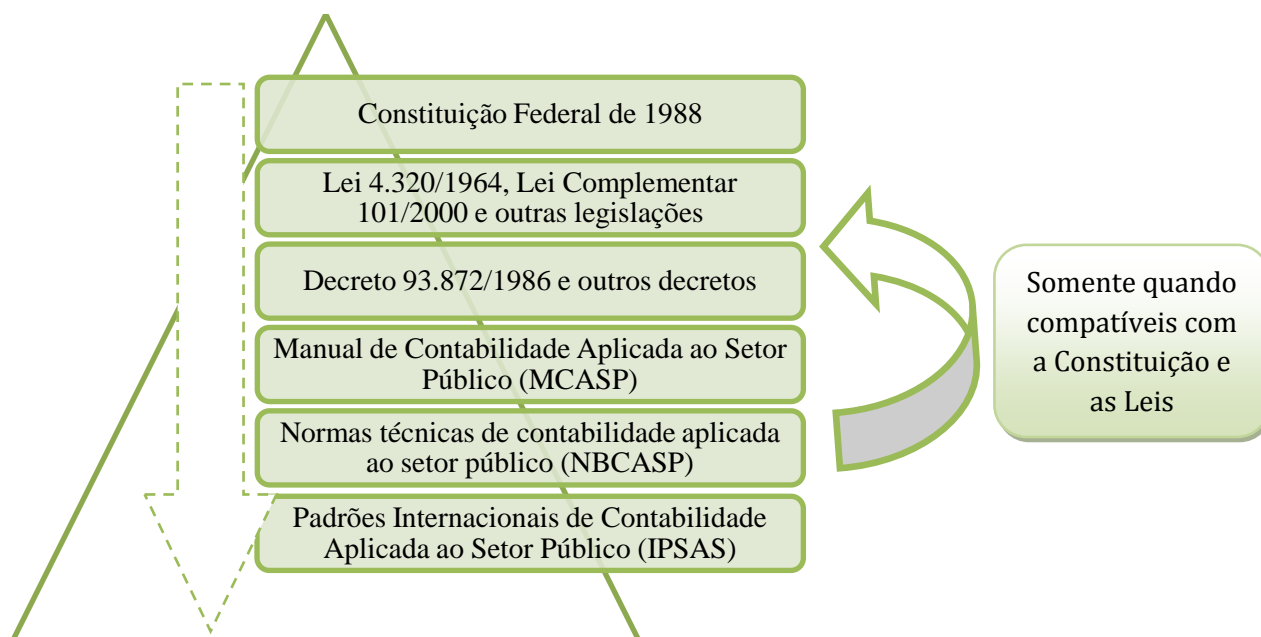 Constituição Federal de 1988
Lei 4.320/1964, Lei Complementar
101/2000 e outras legislações
Decreto 93.872/1986 e outros decretos
Manual de Contabilidade Aplicada ao Setor
Público (MCASP)
Normas técnicas de contabilidade aplicada
ao setor público (NBCASP)
Padrões Internacionais de Contabilidade
Aplicada ao Setor Público (IPSAS)
Somente quando
compatíveis com
a Constituição e
as Leis